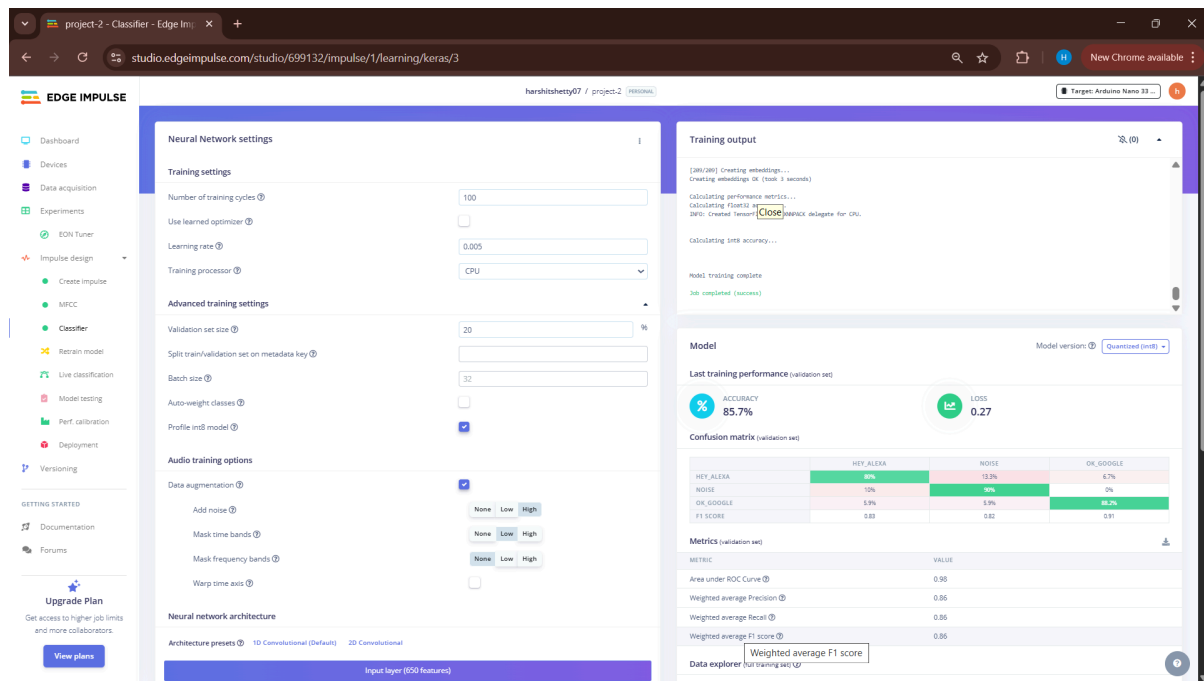 project-2 - Classifier - Edge Im
studio.edgeimpulse.com/studio/699132/impulse/1/learning/keras/3
H
New Chrome available
EDGE IMPULSE
harshitshetty07 / project-2 PERSONAL
Target: Arduino Nano 33 ...
h
Dashboard
Devices
Data acquisition
Experiments
EON Tuner
Impulse design
Create impulse
MFCC
Classifier
Retrain model
Live classification
Model testing
Perf. calibration
Deployment
Versioning
GETTING STARTED
Documentation
Forums
Upgrade Plan
Get access to higher job limits
and more collaborators.
View plans
Neural Network settings
Training settings
Number of training cycles 100
Use learned optimizer
Learning rate 0.005
Training processor CPU
Advanced training settings
Validation set size 20 %
Split train/validation set on metadata key
Batch size 32
Auto-weight classes
Profile int8 model
Audio training options
Data augmentation
Add noise None Low High
Mask time bands None Low High
Mask frequency bands None Low High
Warp time axis
Neural network architecture
Architecture presets 1D Convolutional (Default) 2D Convolutional
Input layer (650 features)
Training output
(0)
[209/209] Creating embeddings...
Creating embeddings OK (took 3 seconds)
Calculating performance metrics...
Calculating float32
Close
INFO: Created TensorF XNNPACK delegate for CPU.
Calculating int8 accuracy...
Model training complete
Job completed (success)
Model
Model version: Quantized (int8)
Last training performance (validation set)
% ACCURACY
85.7%
LOSS
0.27
Confusion matrix (validation set)
HEY_ALEXA NOISE OK_GOOGLE
HEY_ALEXA 80% 13.3% 6.7%
NOISE 10% 90% 0%
OK_GOOGLE 5.9% 5.9% 88.2%
F1 SCORE 0.83 0.82 0.91
Metrics (validation set)
METRIC VALUE
Area under ROC Curve 0.98
Weighted average Precision 0.86
Weighted average Recall 0.86
Weighted average F1 score 0.86
Weighted average F1 score
Data explorer (full training set)